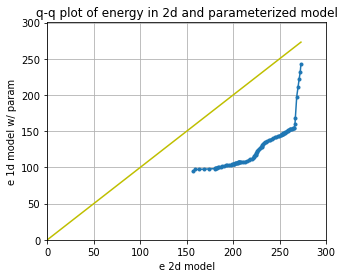 q-q plot of energy in 2d and parameterized model
300
250
200
150
100
50
0
e 1d model w/ param
0 50 100 150 200 250 300
e 2d model